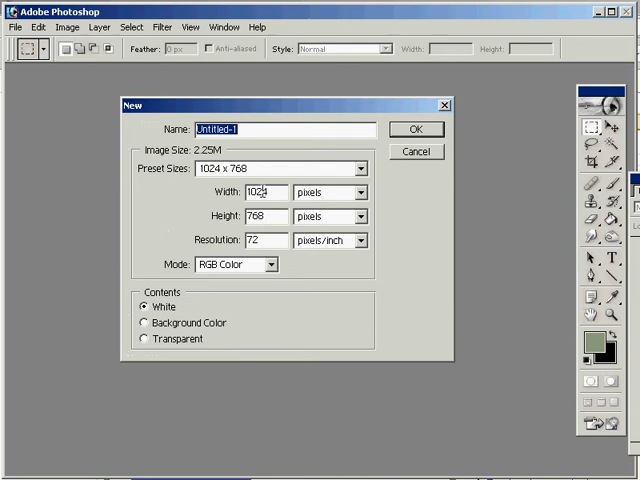 Adobe Photoshop
File Edit Image Layer Select Filter View Window Help
Feather: 0 px Anti-aliased Style: Normal Width: Height:
New
Name: Untitled-1 OK
Image Size: 2.25M Cancel
Preset Sizes: 1024 x 768
Width: 1024 pixels
Height: 768 pixels
Resolution: 72 pixels/inch
Mode: RGB Color
Contents
White
Background Color
Transparent